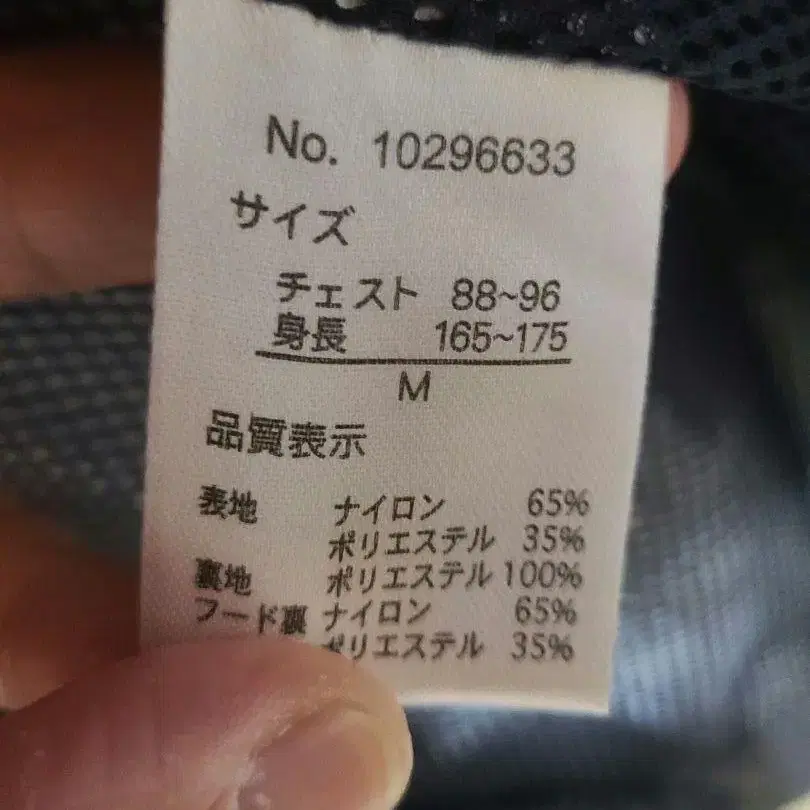 No. 10296633
サイズ
チェスト 88~96
身長 165~175
M
品質表示
表地 ナイロン 65%
ポリエステル 35%
裏地 ポリエステル 100%
フード裏 ナイロン 65%
ポリエステル 35%